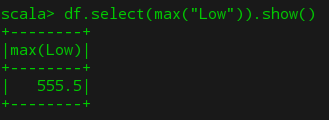 scala> df.select(max("Low")).show()
+--------+
|max(Low)|
+--------+
|   555.5|
+--------+